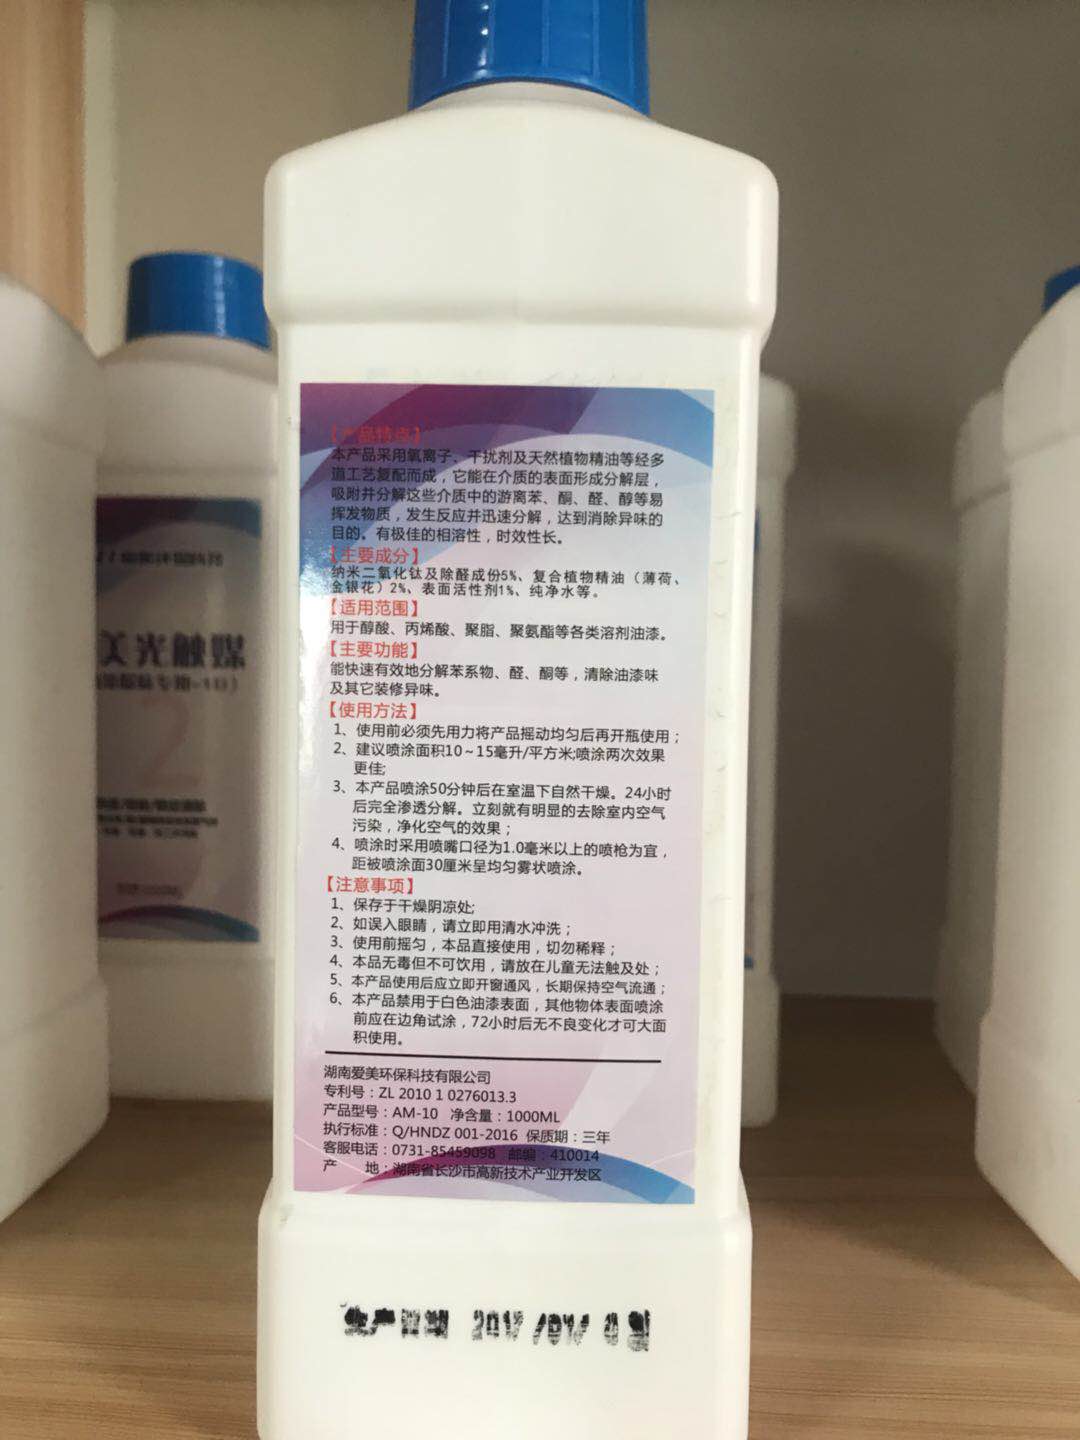 【产品特点】
本产品采用氧离子、干扰剂及天然植物精油等经多
道工艺复配而成，它能在介质的表面形成分解层，
吸附并分解这些介质中的游离苯、酮、醛、醇等易
挥发物质，发生反应并迅速分解，达到消除异味的
目的。有极佳的相溶性，时效性长。
【主要成分】
纳米二氧化钛及除醛成份5%、复合植物精油（薄荷、
金银花）2%、表面活性剂1%、纯净水等。
【适用范围】
用于醇酸、丙烯酸、聚脂、聚氨酯等各类溶剂油漆。
【主要功能】
能快速有效地分解苯系物、醛、酮等，清除油漆味
及其它装修异味。
【使用方法】
1、使用前必须先用力将产品摇动均匀后再开瓶使用；
2、建议喷涂面积10~15毫升/平方米;喷涂两次效果
更佳;
3、本产品喷涂50分钟后在室温下自然干燥。24小时
后完全渗透分解。立刻就有明显的去除室内空气
污染，净化空气的效果；
4、喷涂时采用喷嘴口径为1.0毫米以上的喷枪为宜，
距被喷涂面30厘米呈均匀雾状喷涂。
【注意事项】
1、保存于干燥阴凉处;
2、如误入眼睛，请立即用清水冲洗；
3、使用前摇匀，本品直接使用，切勿稀释；
4、本品无毒但不可饮用，请放在儿童无法触及处；
5、本产品使用后应立即开窗通风，长期保持空气流通；
6、本产品禁用于白色油漆表面，其他物体表面喷涂
前应在边角试涂，72小时后无不良变化才可大面
积使用。
湖南爱美环保科技有限公司
专利号：ZL 2010 1 0276013.3
产品型号：AM-10 净含量：1000ML
执行标准：Q/HNDZ 001-2016 保质期：三年
客服电话：0731-85459098 邮编：410014
产 地：湖南省长沙市高新技术产业开发区
生产日期
美光触媒
2